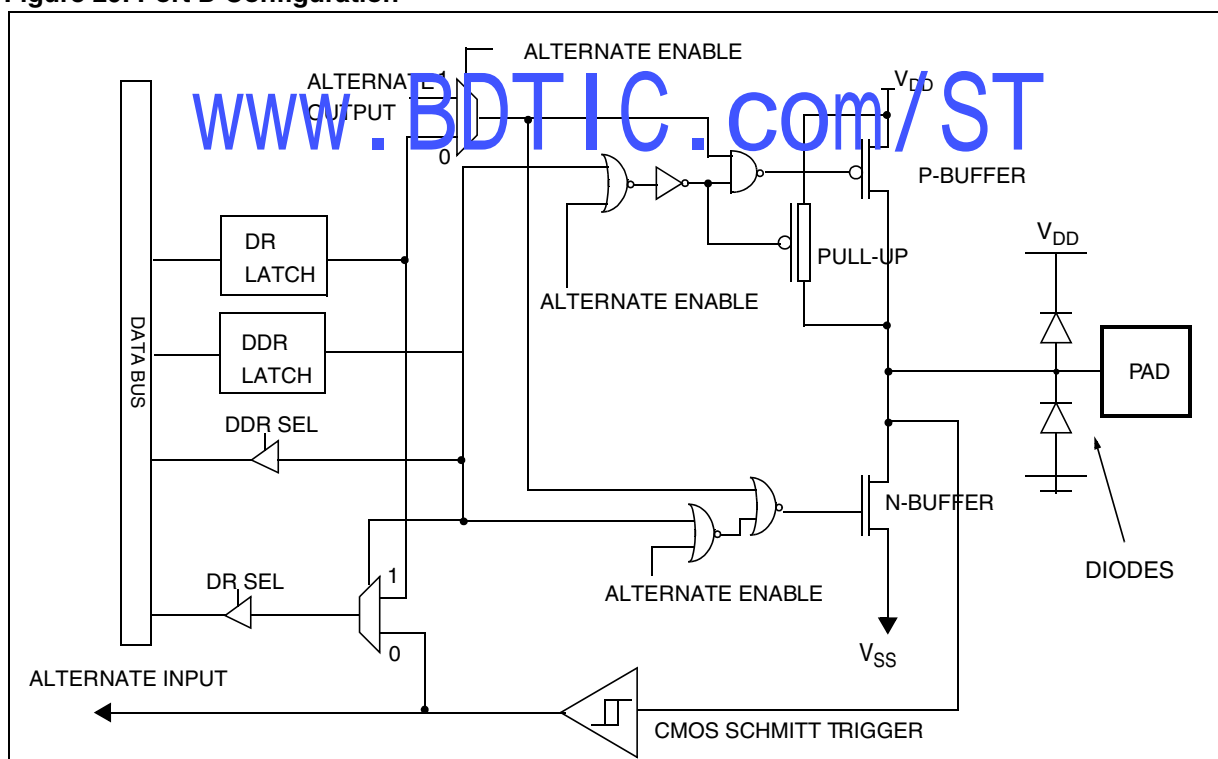 ALTERNATE ENABLE
ALTERNATE
OUTPUT
1
0
www.BDTIC.com/ST
VDD
P-BUFFER
DR
LATCH
PULL-UP
VDD
ALTERNATE ENABLE
DATA BUS
DDR
LATCH
PAD
DDR SEL
N-BUFFER
DIODES
DR SEL
1
0
ALTERNATE ENABLE
VSS
ALTERNATE INPUT
CMOS SCHMITT TRIGGER